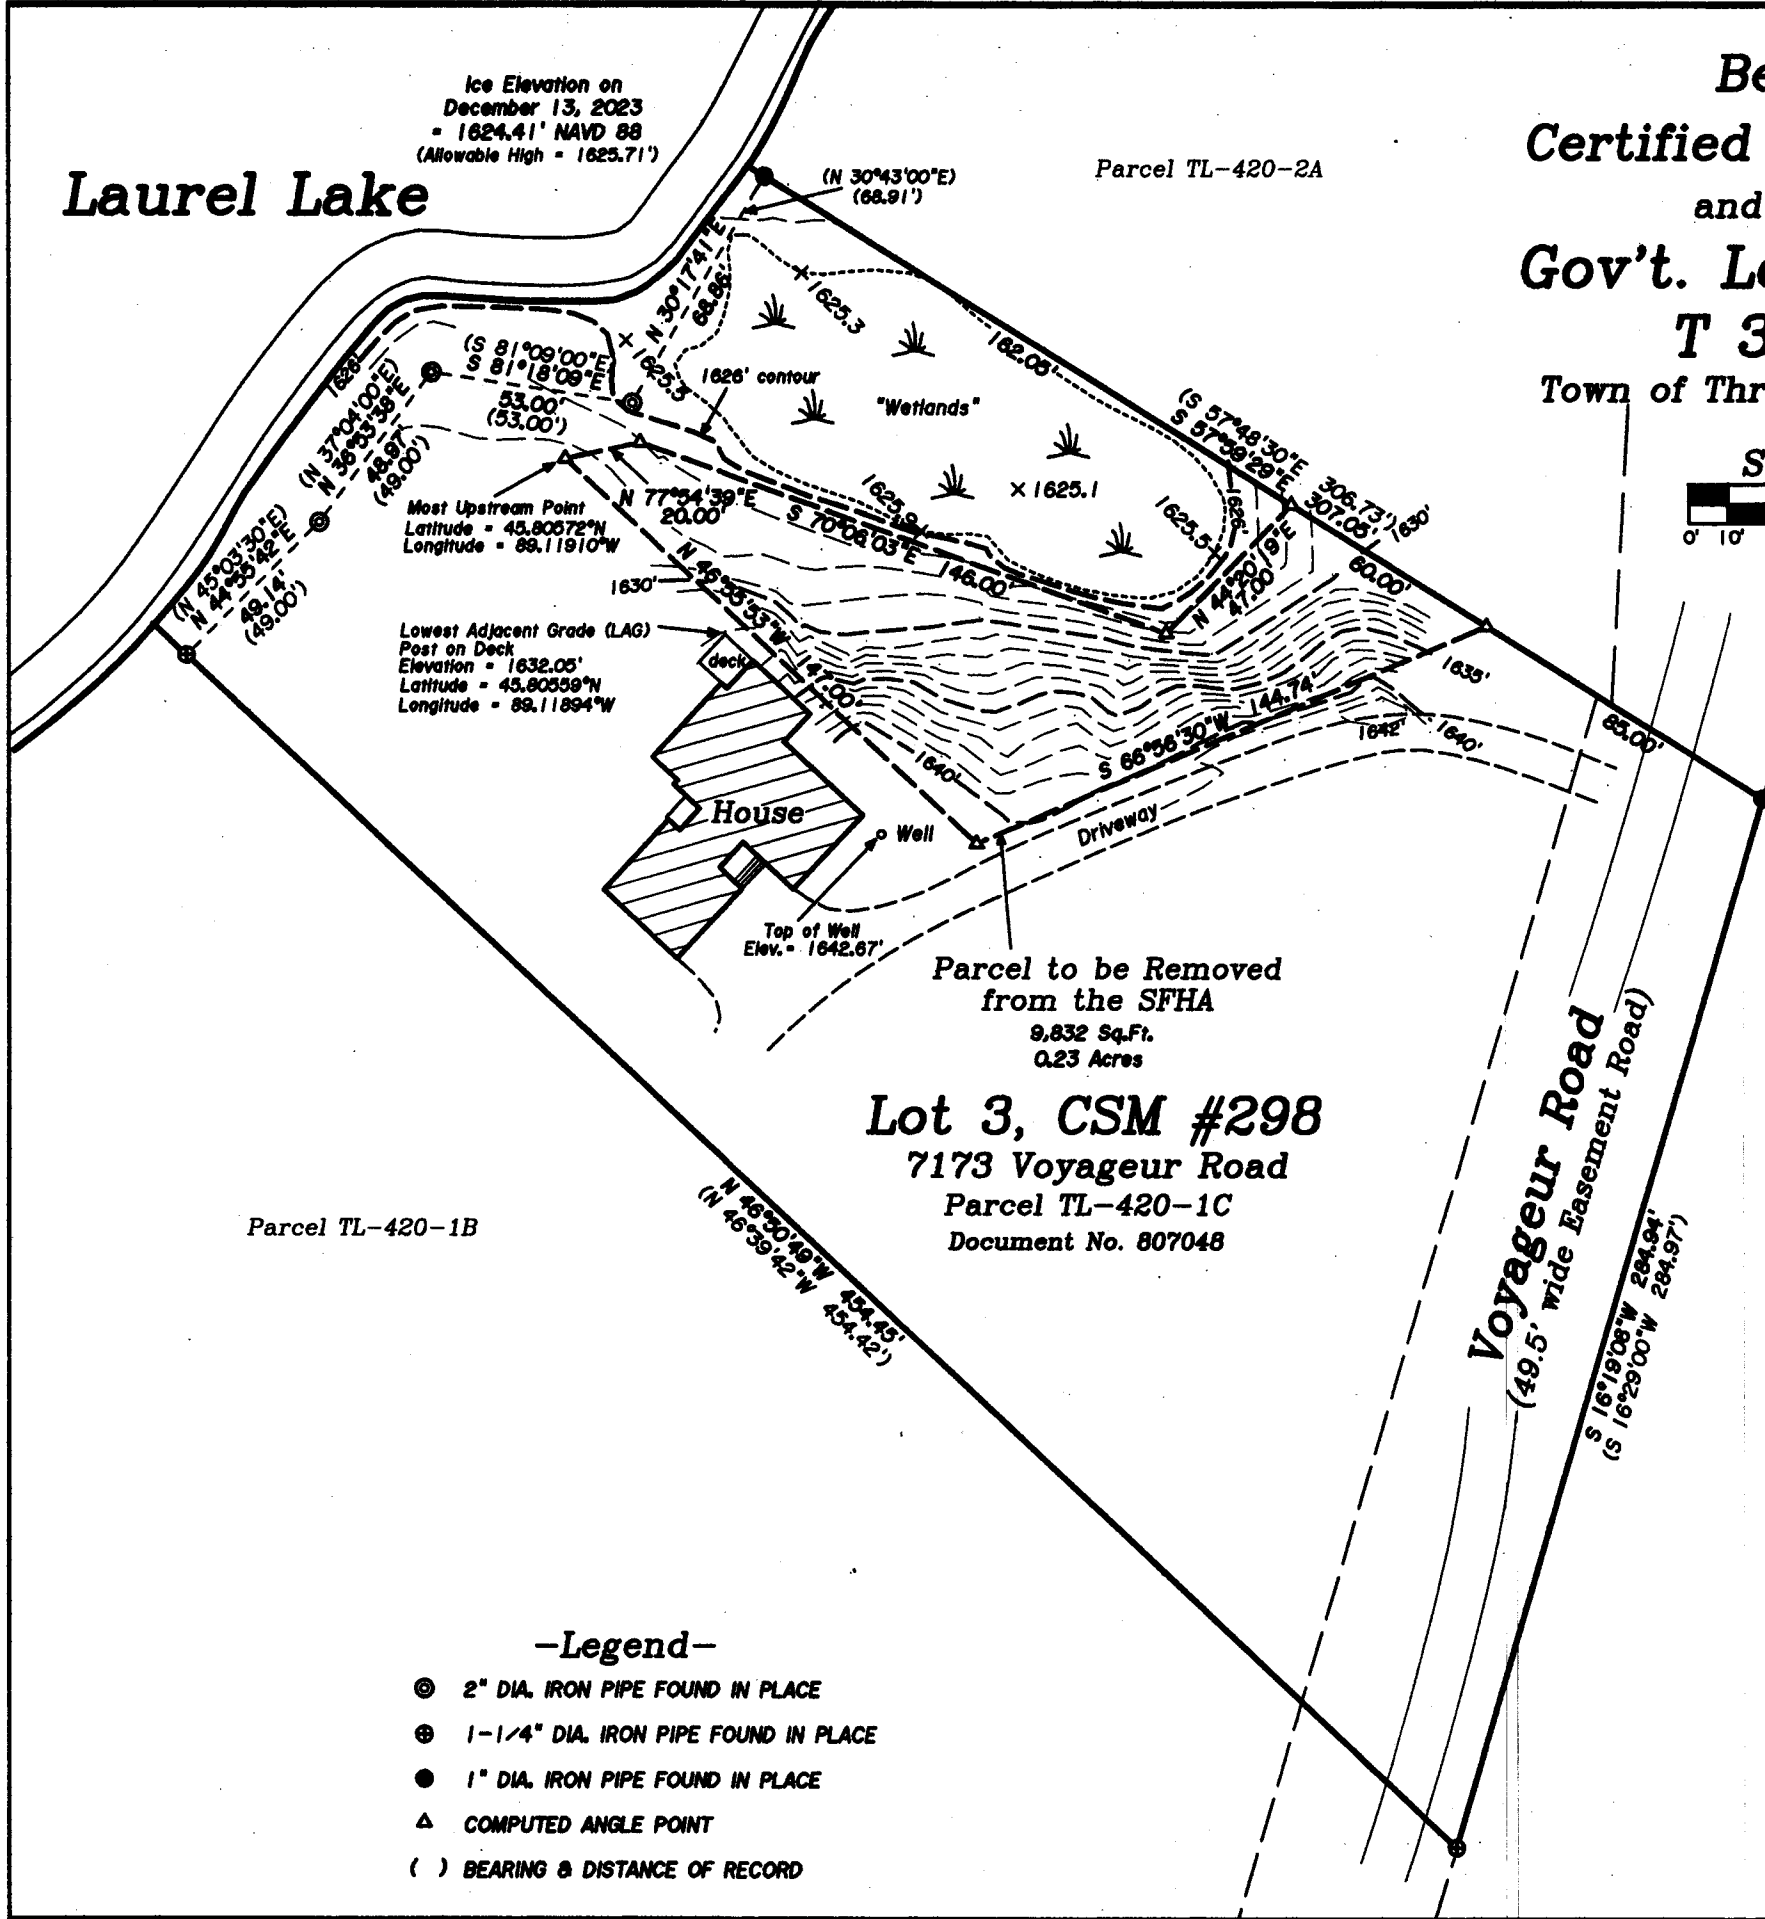 Ice Elevation on
December 13, 2023
= 1624.41' NAVD 88
(Allowable High = 1625.71')
Laurel Lake
(N 30°43'00"E)
(68.91')
Parcel TL-420-2A
Be
Certified
and
Gov't. Lo
T 3
Town of Thr
S
0' 10'
N 30°17'41"E
68.86'
1625.3
162.05'
(S 81°09'00"E
S 81°18'09"E
53.00'
(53.00')
1625.5
1626' contour
"Wetlands"
1626'
(N 37°04'00"E)
N 36°53'38"E
48.97'
(49.00')
(S 57°48'30"E 306.73')
S 57°59'29"E 307.05'
1630'
Most Upstream Point
Latitude = 45.80572°N
Longitude = 89.11910°W
N 77°54'39"E
20.00'
1625.9
1625.1
1625.5
1626'
S 70°06'03"E 146.00'
N 44°20'19"E
47.00'
60.00'
(N 45°03'30"E)
N 44°55'42"E
49.14'
(49.00')
1630'
N 46°55'53"W 147.00'
Lowest Adjacent Grade (LAG)
Post on Deck
Elevation = 1632.05'
Latitude = 45.80559°N
Longitude = 89.11894°W
deck
1635'
S 66°56'30"W 144.74'
1642'
1640'
85.00'
1640'
House
Well
Driveway
Top of Well
Elev.= 1642.67'
Parcel to be Removed
from the SFHA
9,832 Sq.Ft.
0.23 Acres
Lot 3, CSM #298
7173 Voyageur Road
Parcel TL-420-1C
Document No. 807048
Voyageur Road
(49.5' wide Easement Road)
Parcel TL-420-1B
N 46°50'49"W 454.45'
(N 46°39'42"W 454.42')
S 16°19'08"W 284.94'
(S 16°29'00"W 284.97')
-Legend-
2" DIA. IRON PIPE FOUND IN PLACE
1-1/4" DIA. IRON PIPE FOUND IN PLACE
1" DIA. IRON PIPE FOUND IN PLACE
COMPUTED ANGLE POINT
( ) BEARING & DISTANCE OF RECORD